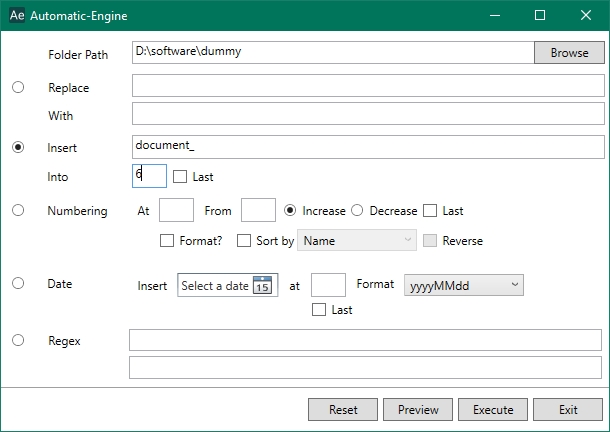 Ae Automatic-Engine
Folder Path D:\software\dummy Browse
Replace
With
Insert document_
Into 6 Last
Numbering At From Increase Decrease Last
Format? Sort by Name Reverse
Date Insert Select a date 15 at Format yyyyMMdd
Last
Regex
Reset Preview Execute Exit